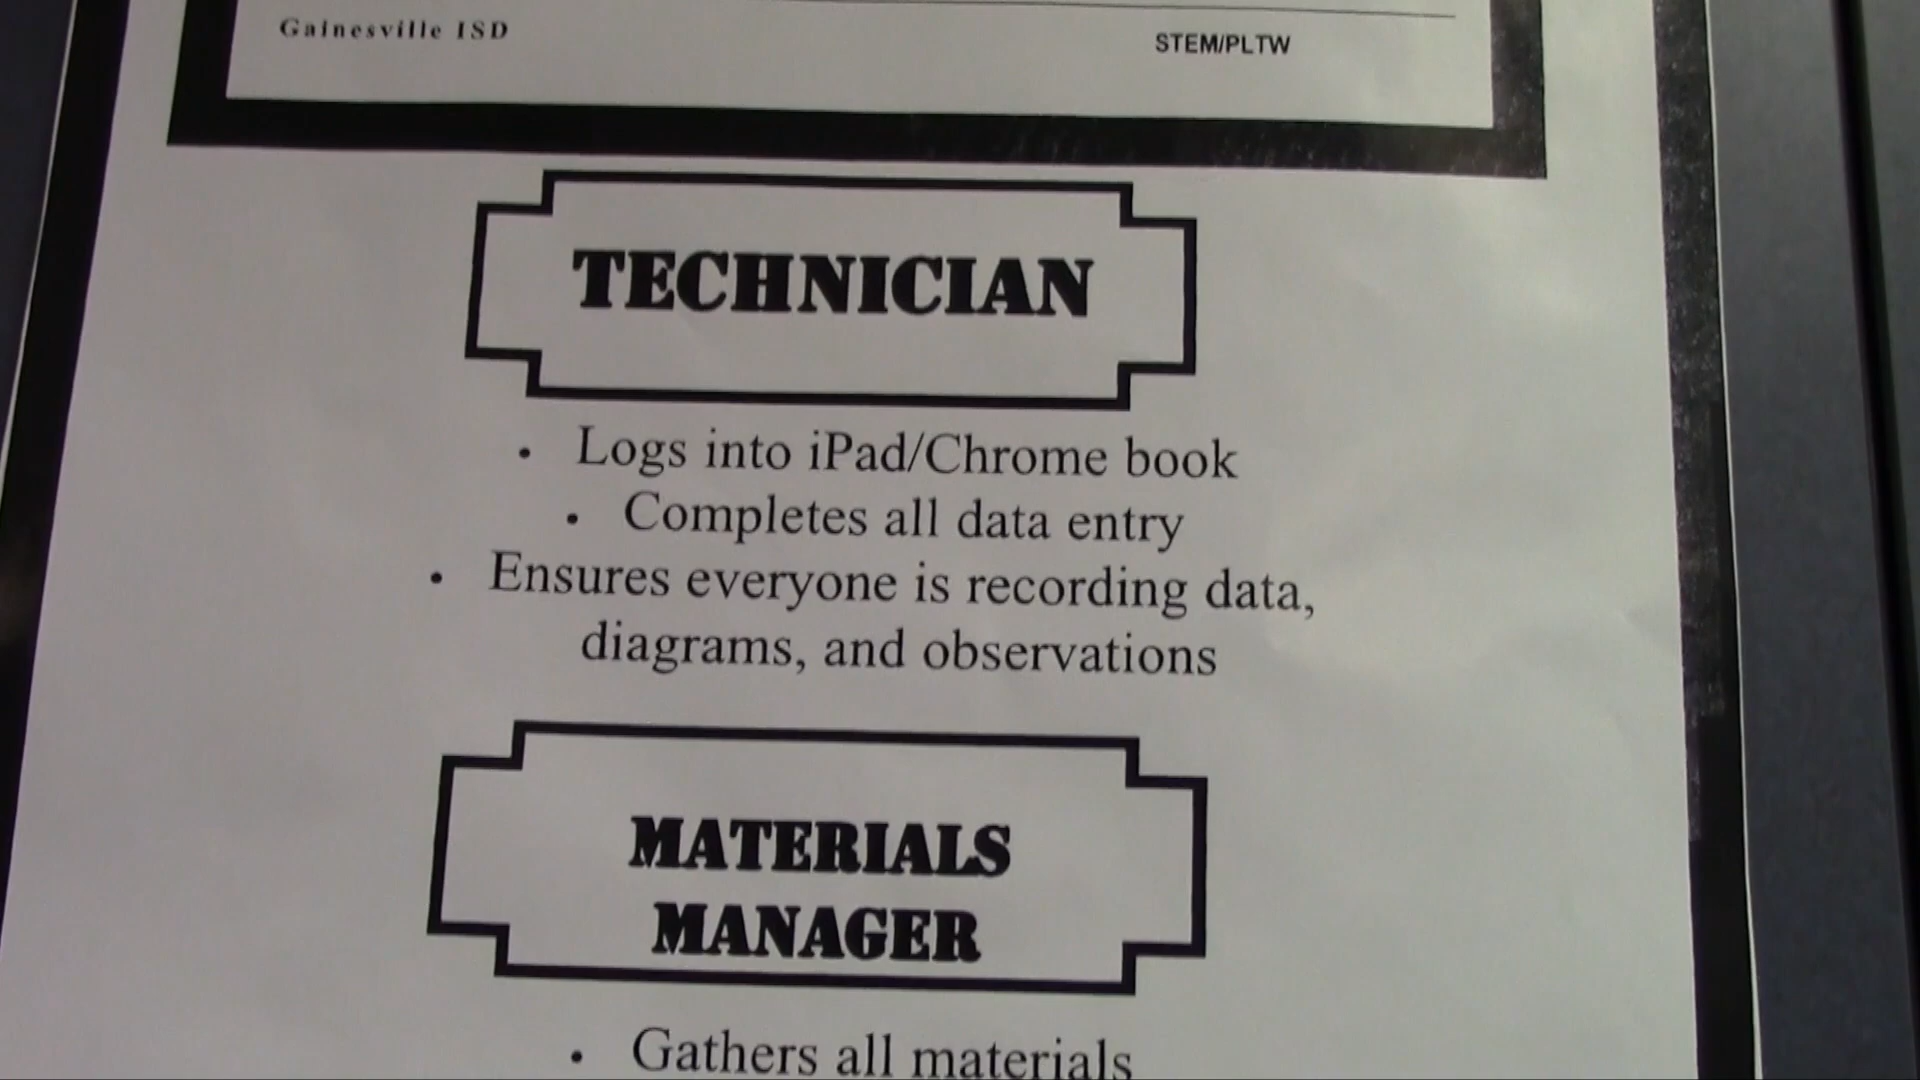 Gainesville ISD
STEM/PLTW
TECHNICIAN
• Logs into iPad/Chrome book
• Completes all data entry
• Ensures everyone is recording data,
diagrams, and observations
MATERIALS
MANAGER
• Gathers all materials